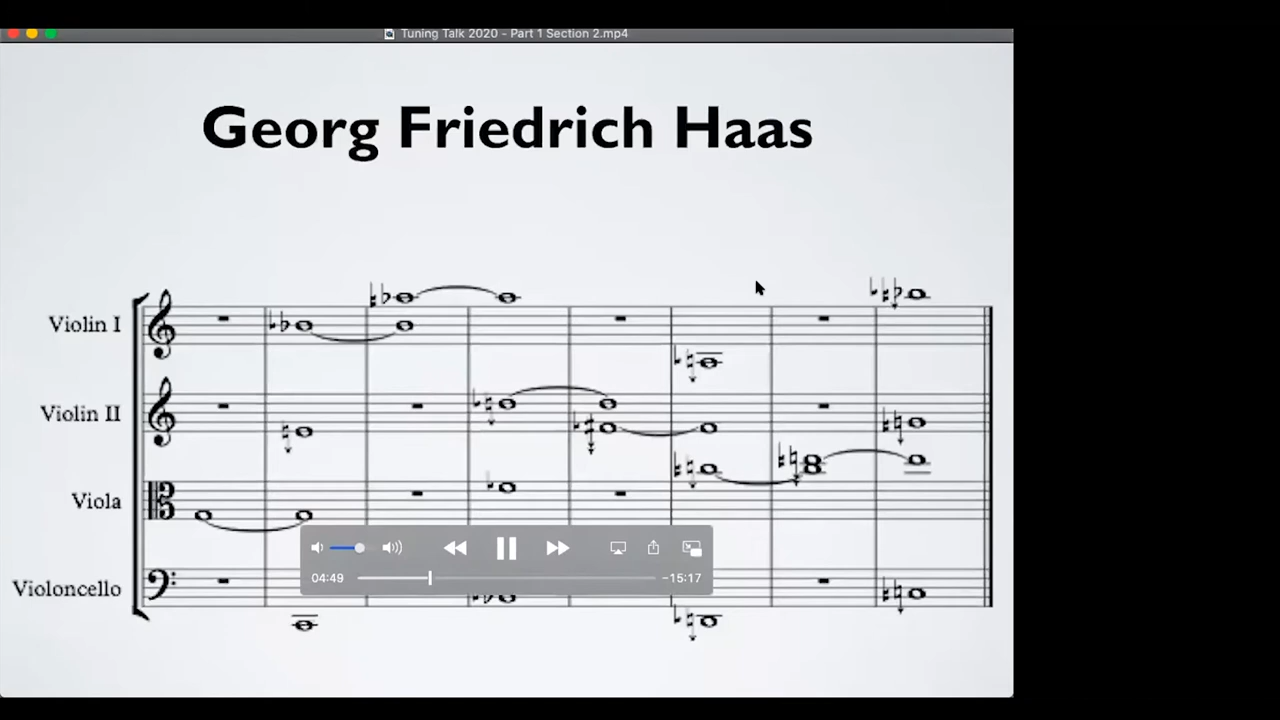 Tuning Talk 2020 - Part 1 Section 2.mp4
Georg Friedrich Haas
Violin I
Violin II
Viola
Violoncello
04:49
-15:17